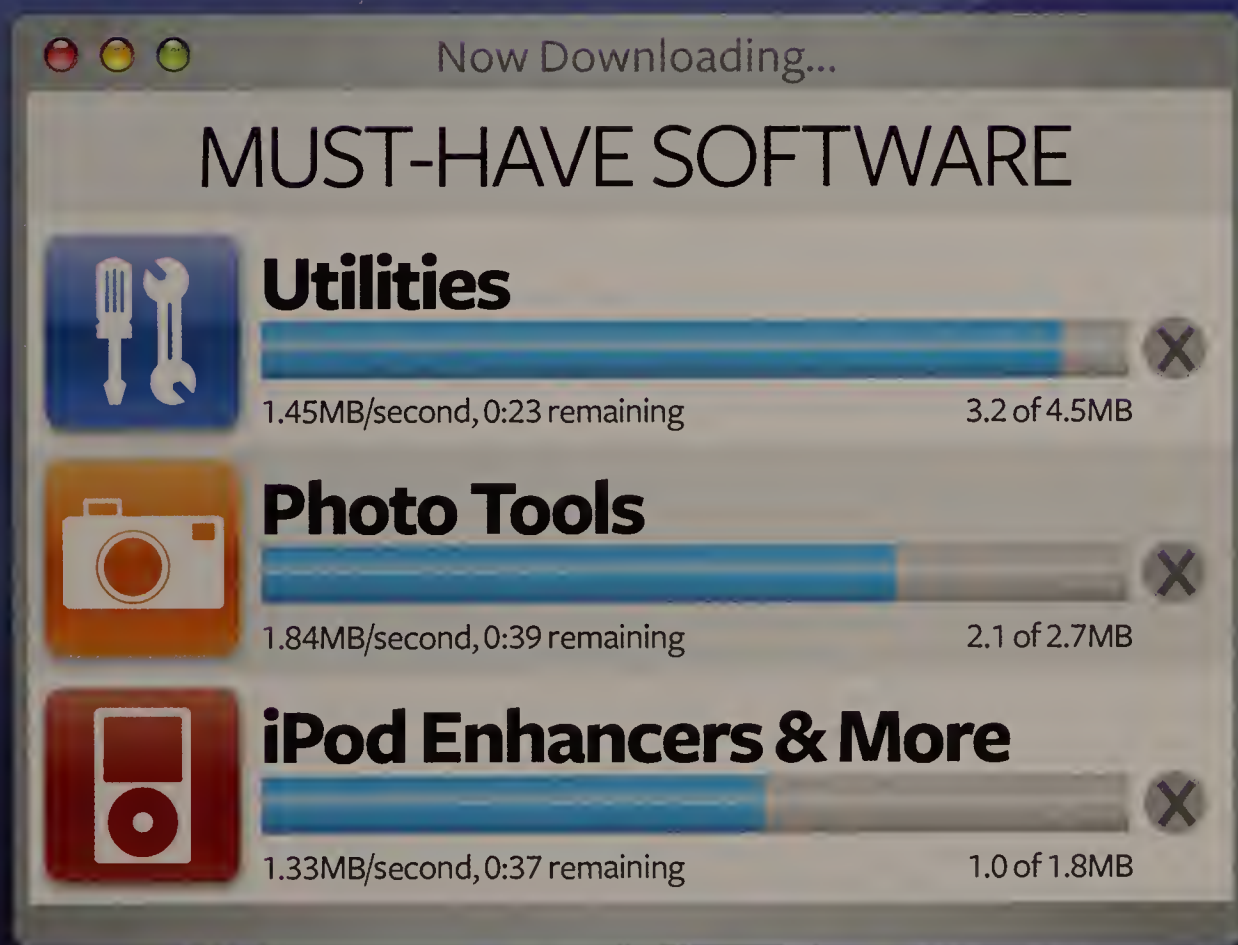 Now Downloading...
MUST-HAVE SOFTWARE
Utilities
1.45MB/second, 0:23 remaining 3.2 of 4.5MB
X
Photo Tools
1.84MB/second, 0:39 remaining 2.1 of 2.7MB
X
iPod Enhancers & More
1.33MB/second, 0:37 remaining 1.0 of 1.8MB
X